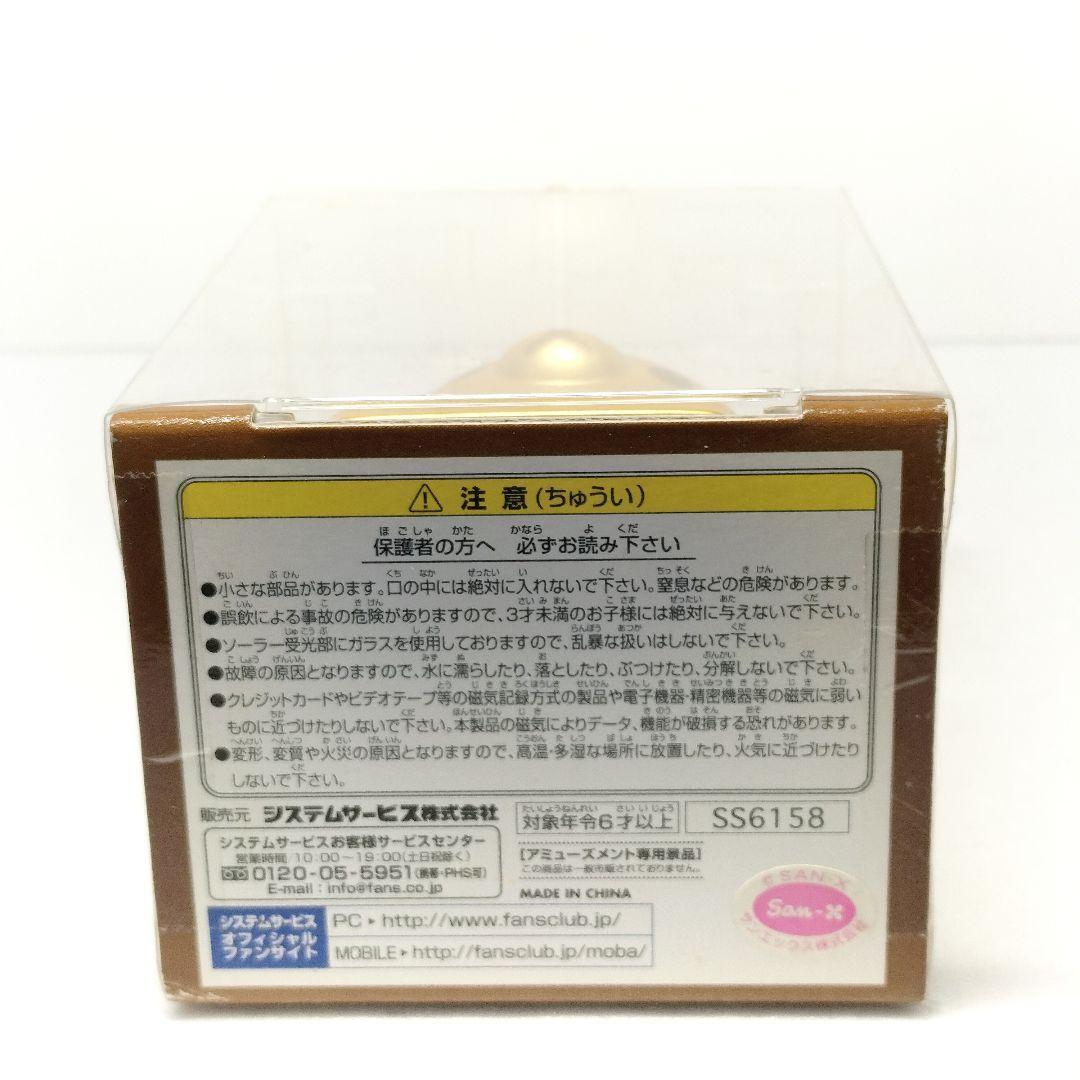 ⚠ 注意(ちゅうい)
保護者の方へ 必ずお読み下さい
●小さな部品があります。口の中には絶対に入れないで下さい。窒息などの危険があります。
●誤飲による事故の危険がありますので、3才未満のお子様には絶対に与えないで下さい。
●ソーラー受光部にガラスを使用しておりますので、乱暴な扱いはしないで下さい。
●故障の原因となりますので、水に濡らしたり、落としたり、ぶつけたり、分解しないで下さい。
●クレジットカードやビデオテープ等の磁気記録方式の製品や電子機器・精密機器等の磁気に弱い
ものに近づけたりしないで下さい。本製品の磁気によりデータ、機能が破損する恐れがあります。
●変形、変質や火災の原因となりますので、高温・多湿な場所に放置したり、火気に近づけたり
しないで下さい。
販売元 システムサービス株式会社
対象年令6才以上
SS6158
システムサービスお客様サービスセンター
営業時間/10:00〜19:00(土日祝除く)
0120-05-5951(携帯・PHS可)
E-mail:info@fans.co.jp
【アミューズメント専用景品】
この商品は一般市販されておりません。
MADE IN CHINA
システムサービス
オフィシャル
ファンサイト
PC▶http://www.fansclub.jp/
MOBILE▶http://fansclub.jp/moba/
©SAN-X
San-X
サンエックス株式会社